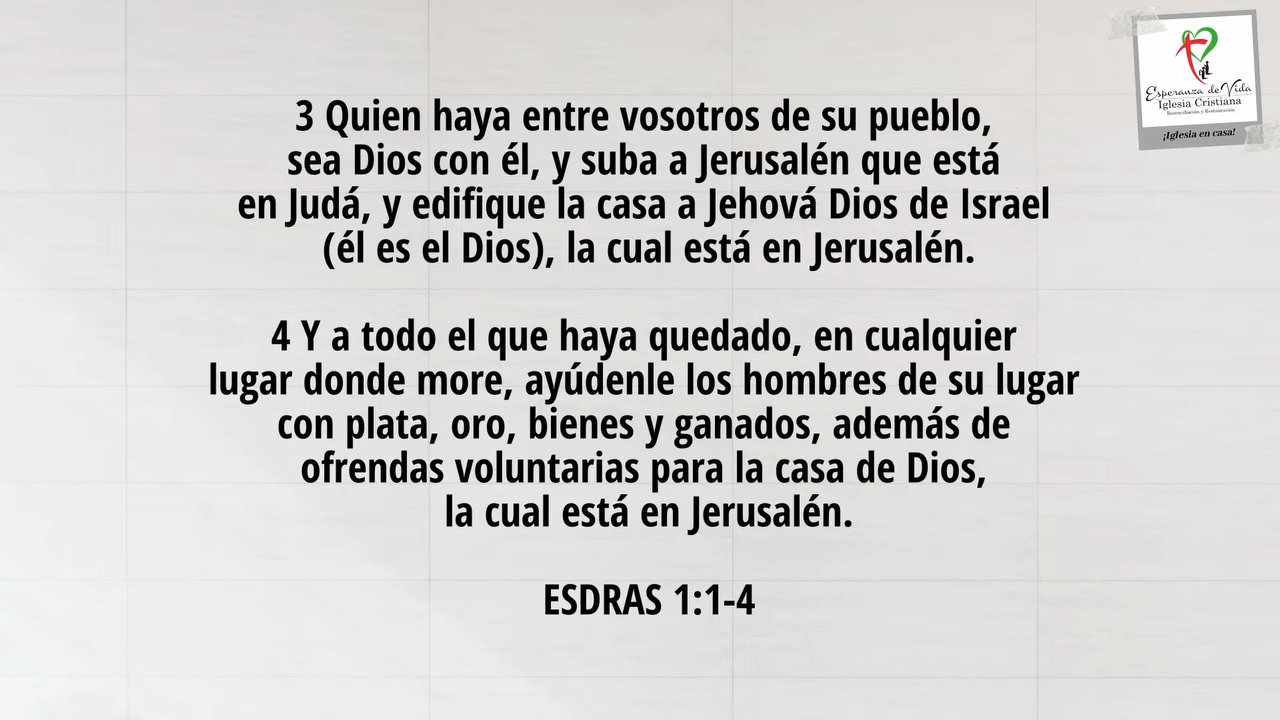 3 Quien haya entre vosotros de su pueblo,
sea Dios con él, y suba a Jerusalén que está
en Judá, y edifique la casa a Jehová Dios de Israel
(él es el Dios), la cual está en Jerusalén.
4 Y a todo el que haya quedado, en cualquier
lugar donde more, ayúdenle los hombres de su lugar
con plata, oro, bienes y ganados, además de
ofrendas voluntarias para la casa de Dios,
la cual está en Jerusalén.
ESDRAS 1:1-4
Esperanza de Vida
Iglesia Cristiana
Reconciliación y Restauración
¡Iglesia en casa!